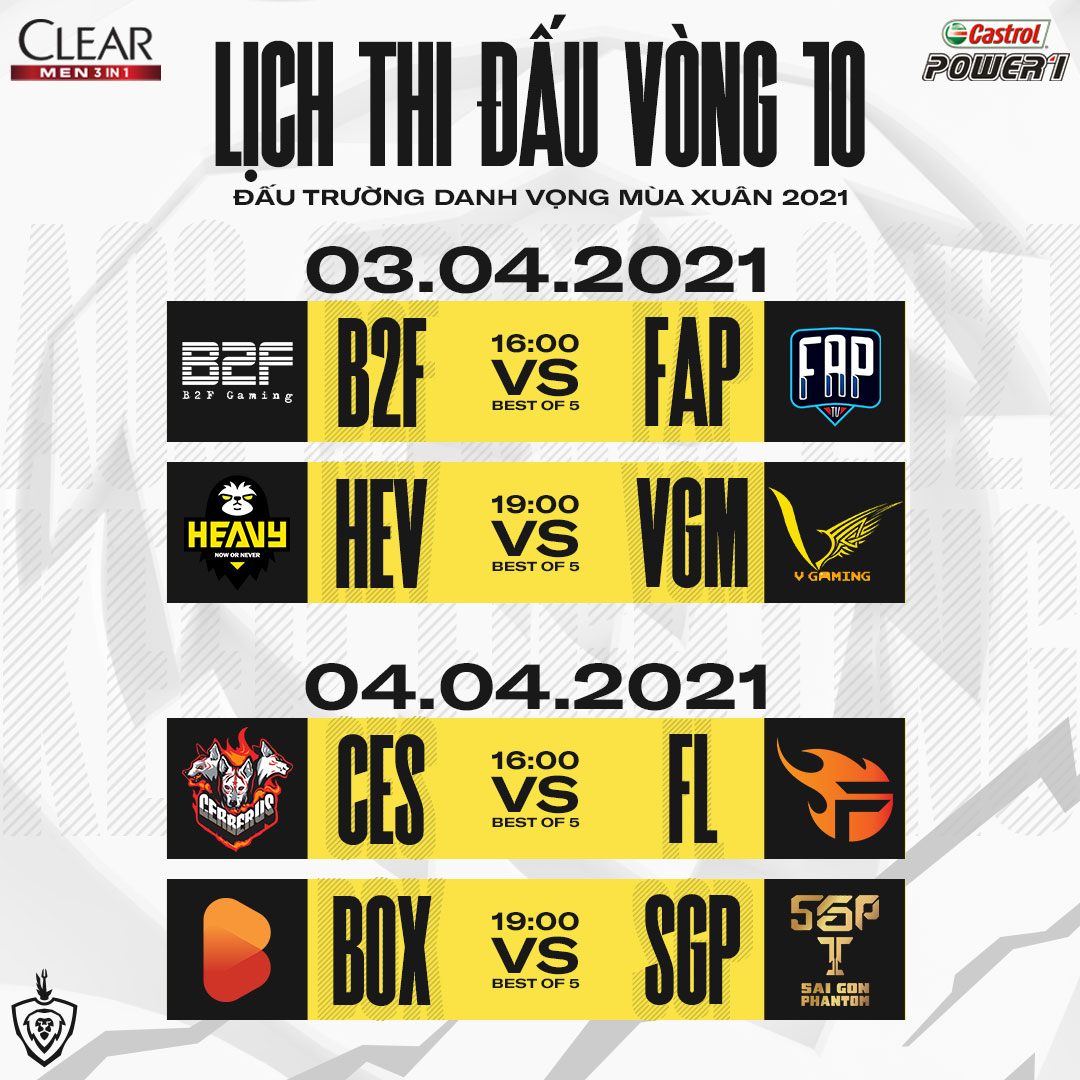 CLEAR
MEN 3 IN 1
Castrol
POWER1
LỊCH THI ĐẤU VÒNG 10
ĐẤU TRƯỜNG DANH VỌNG MÙA XUÂN 2021
03.04.2021
B2F
B2F Gaming
B2F
16:00
VS
BEST OF 5
FAP
FAP
TV
HEAVY
NOW OR NEVER
HEV
19:00
VS
BEST OF 5
VGM
V GAMING
04.04.2021
CERBERUS
CES
16:00
VS
BEST OF 5
FL
BOX
19:00
VS
BEST OF 5
SGP
SGP
SAI GON
PHANTOM